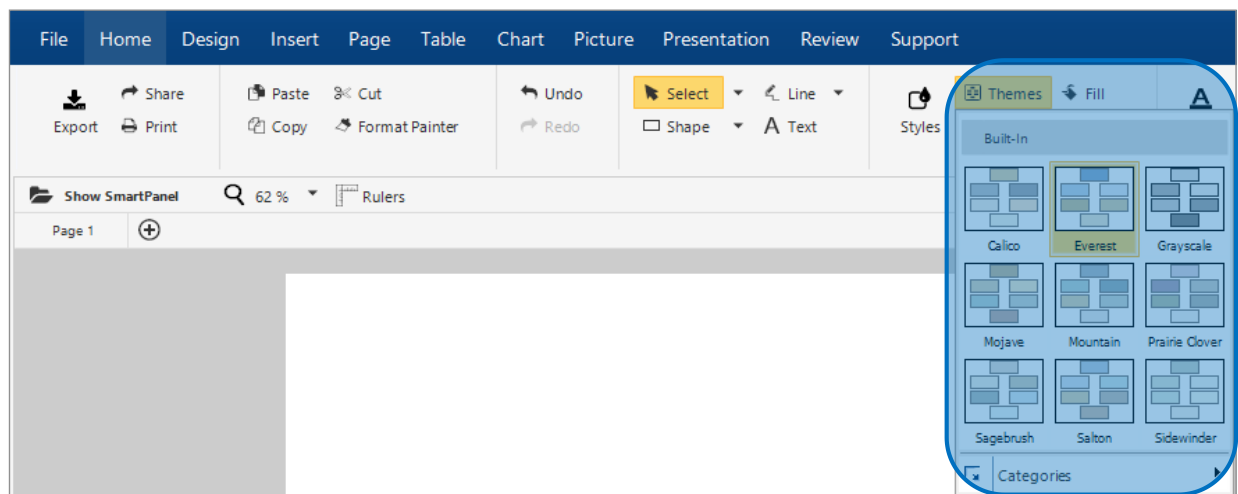 File Home Design Insert Page Table Chart Picture Presentation Review Support
Share Paste Cut Undo Select Line Themes Fill A
Export Print Copy Format Painter Redo Shape A Text Styles
Built-In
Show SmartPanel 62 % Rulers
Page 1
Calico Everest Grayscale
Mojave Mountain Prairie Clover
Sagebrush Salton Sidewinder
Categories